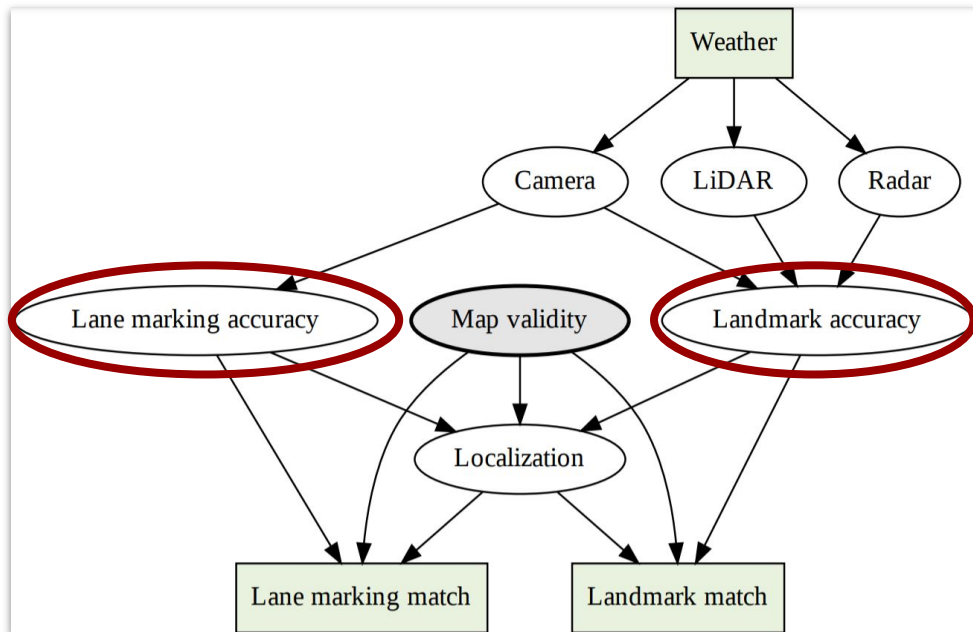 Weather
Camera
LiDAR
Radar
Lane marking accuracy
Map validity
Landmark accuracy
Localization
Lane marking match
Landmark match